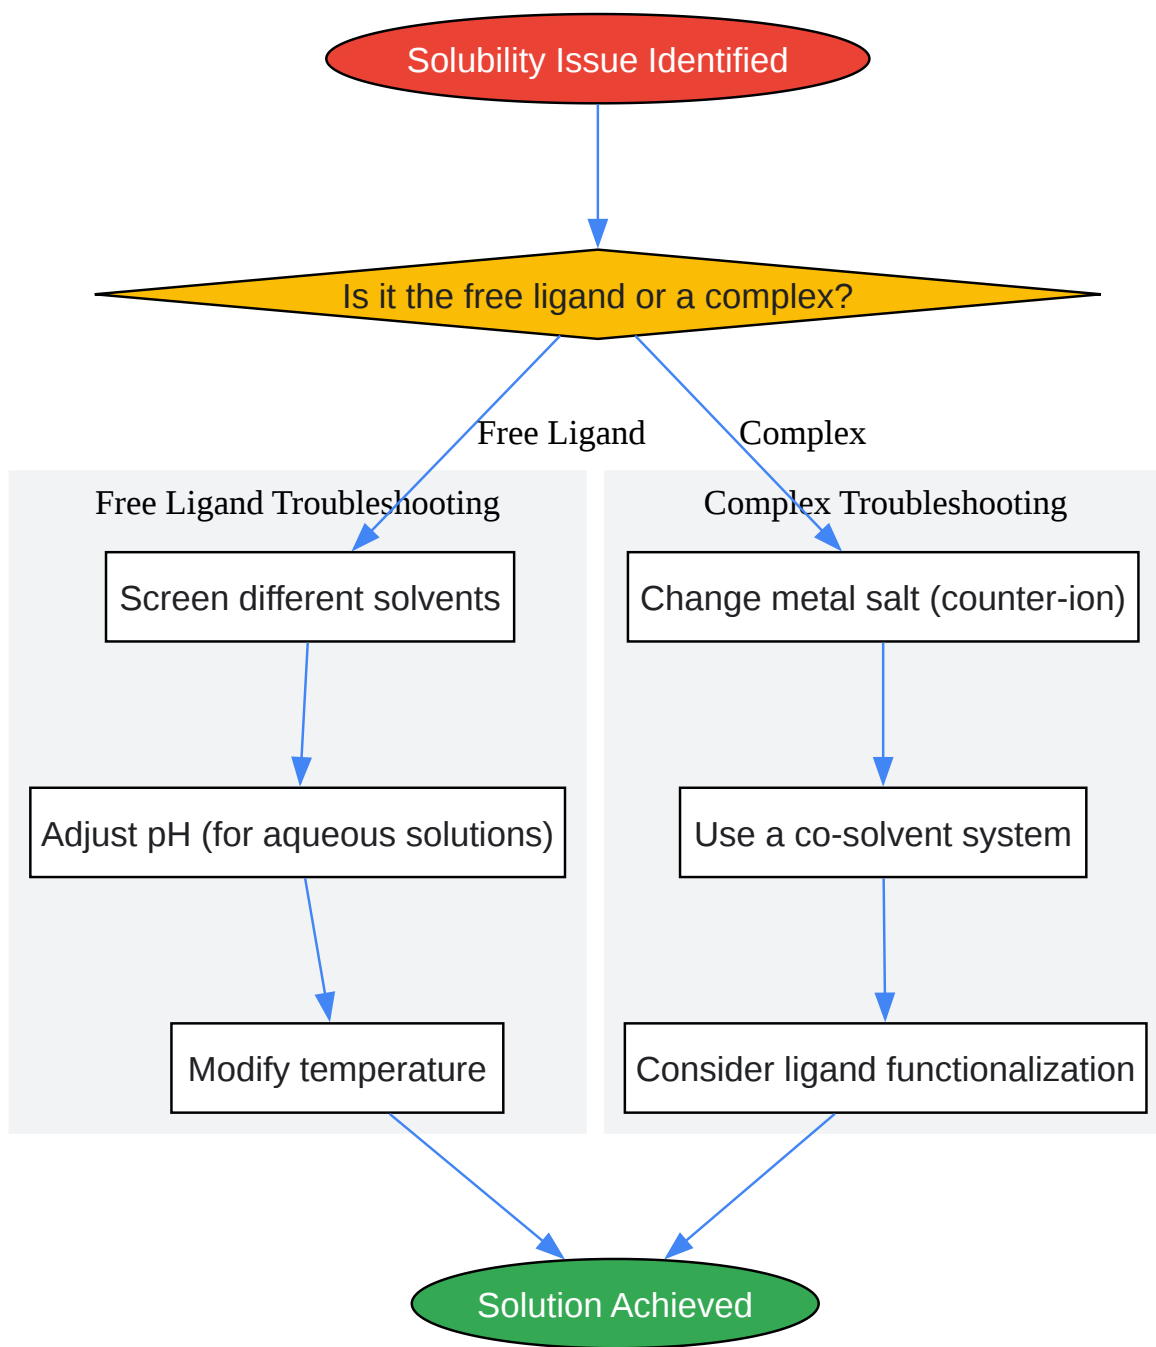 Solubility Issue Identified
Is it the free ligand or a complex?
Free Ligand
Complex
Free Ligand Troubleshooting
Screen different solvents
Adjust pH (for aqueous solutions)
Modify temperature
Complex Troubleshooting
Change metal salt (counter-ion)
Use a co-solvent system
Consider ligand functionalization
Solution Achieved